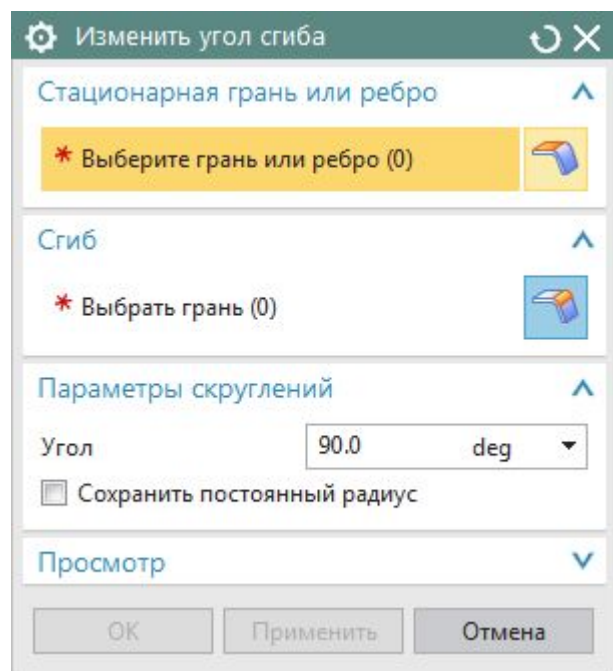 Изменить угол сгиба
Стационарная грань или ребро
* Выберите грань или ребро (0)
Сгиб
* Выбрать грань (0)
Параметры скруглений
Угол 90.0 deg
Сохранить постоянный радиус
Просмотр
ОК Применить Отмена